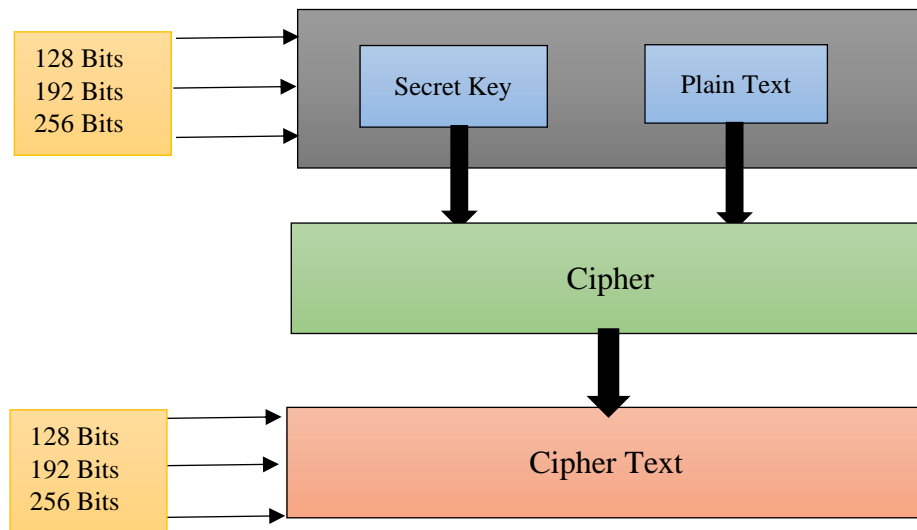 128 Bits
192 Bits
256 Bits
Secret Key
Plain Text
Cipher
128 Bits
192 Bits
256 Bits
Cipher Text